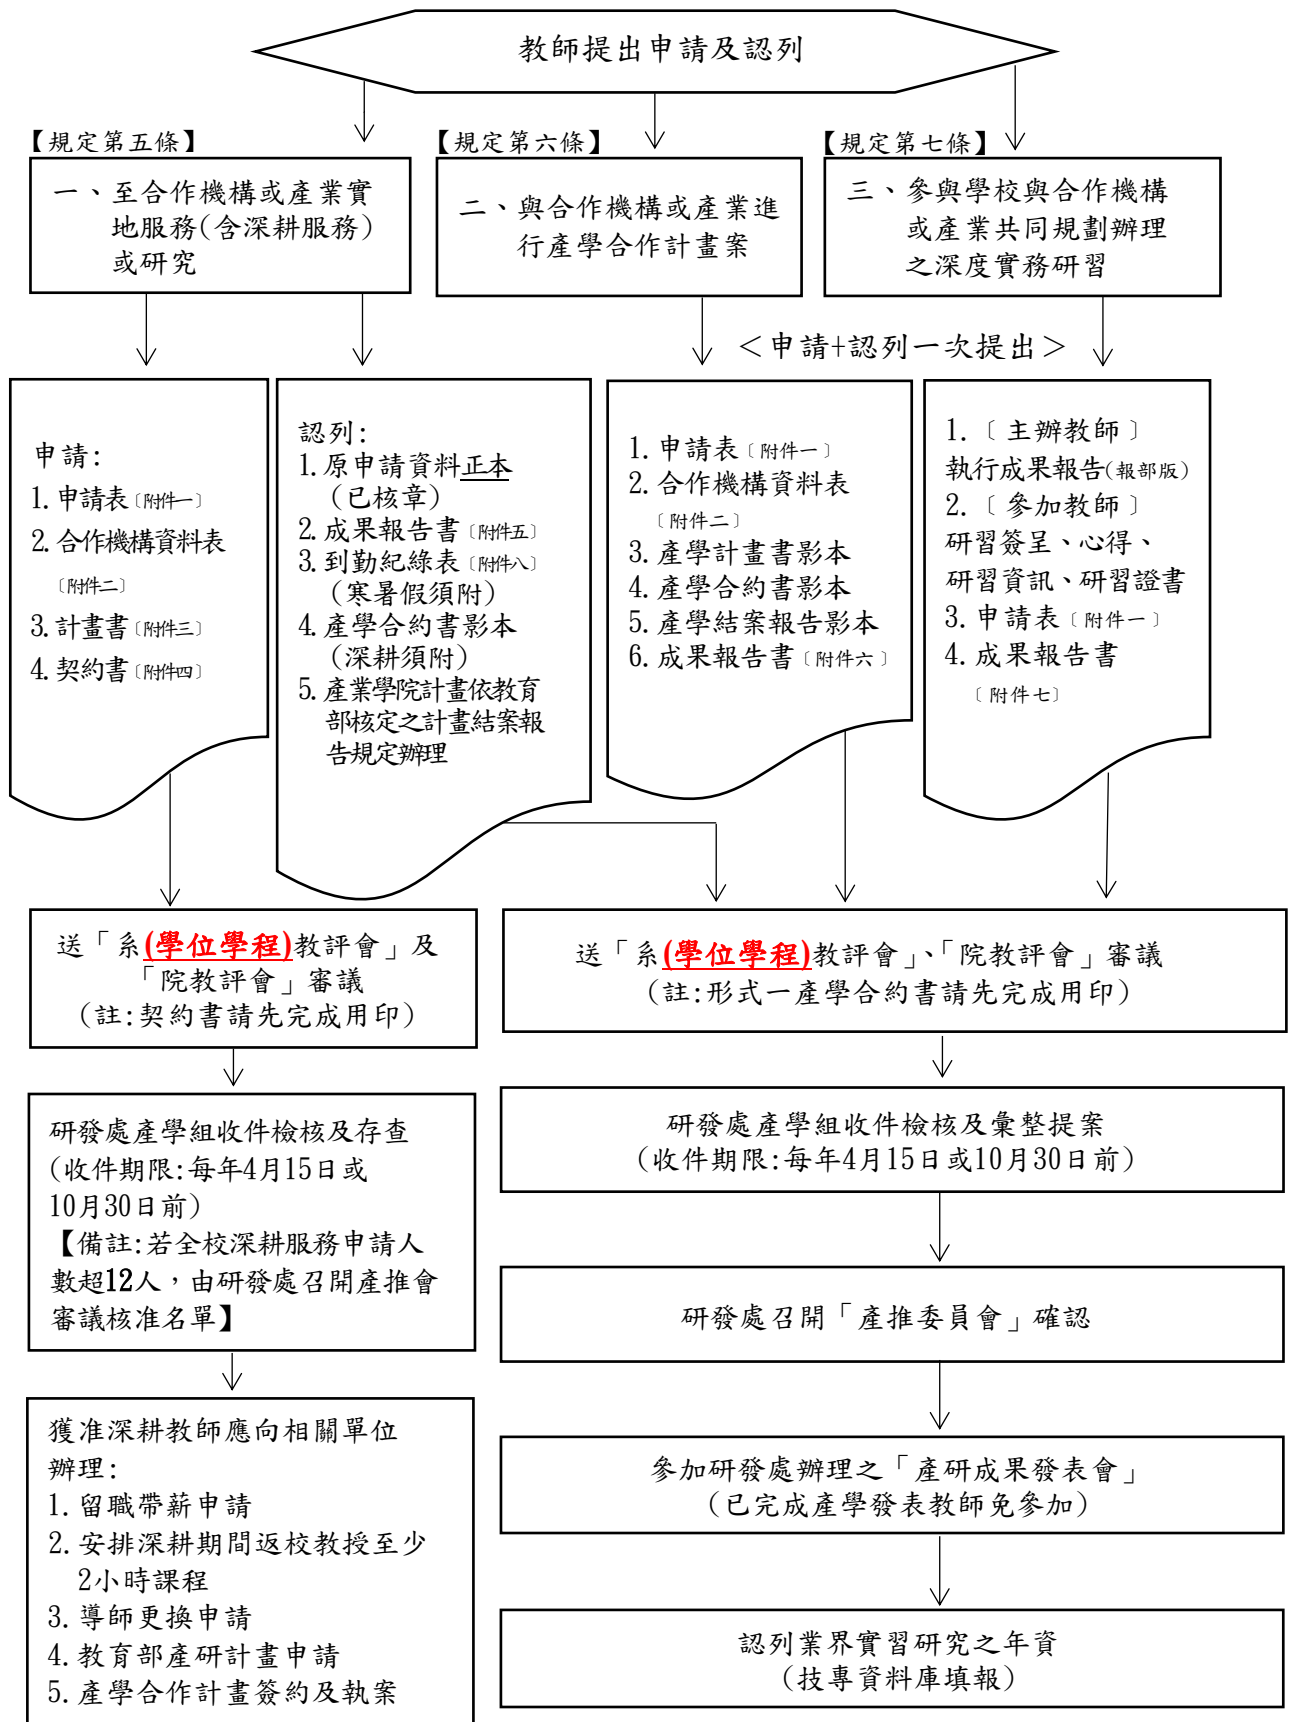 教師提出申請及認列
【規定第五條】
一、至合作機構或產業實
地服務(含深耕服務)
或研究
【規定第六條】
二、與合作機構或產業進
行產學合作計畫案
【規定第七條】
三、參與學校與合作機構
或產業共同規劃辦理
之深度實務研習
＜申請+認列一次提出＞
申請:
1.申請表〔附件一〕
2.合作機構資料表
〔附件二〕
3.計畫書〔附件三〕
4.契約書〔附件四〕
認列:
1.原申請資料正本
(已核章)
2.成果報告書〔附件五〕
3.到勤紀錄表〔附件八〕
(寒暑假須附)
4.產學合約書影本
(深耕須附)
5.產業學院計畫依教育
部核定之計畫結案報
告規定辦理
1.申請表〔附件一〕
2.合作機構資料表
〔附件二〕
3.產學計畫書影本
4.產學合約書影本
5.產學結案報告影本
6.成果報告書〔附件六〕
1.〔主辦教師〕
執行成果報告(報部版)
2.〔參加教師〕
研習簽呈、心得、
研習資訊、研習證書
3.申請表〔附件一〕
4.成果報告書
〔附件七〕
送「系(學位學程)教評會」及
「院教評會」審議
(註:契約書請先完成用印)
送「系(學位學程)教評會」、「院教評會」審議
(註:形式一產學合約書請先完成用印)
研發處產學組收件檢核及存查
(收件期限:每年4月15日或
10月30日前)
【備註:若全校深耕服務申請人
數超12人，由研發處召開產推會
審議核准名單】
研發處產學組收件檢核及彙整提案
(收件期限:每年4月15日或10月30日前)
研發處召開「產推委員會」確認
獲准深耕教師應向相關單位
辦理:
1.留職帶薪申請
2.安排深耕期間返校教授至少
2小時課程
3.導師更換申請
4.教育部產研計畫申請
5.產學合作計畫簽約及執案
參加研發處辦理之「產研成果發表會」
(已完成產學發表教師免參加)
認列業界實習研究之年資
(技專資料庫填報)